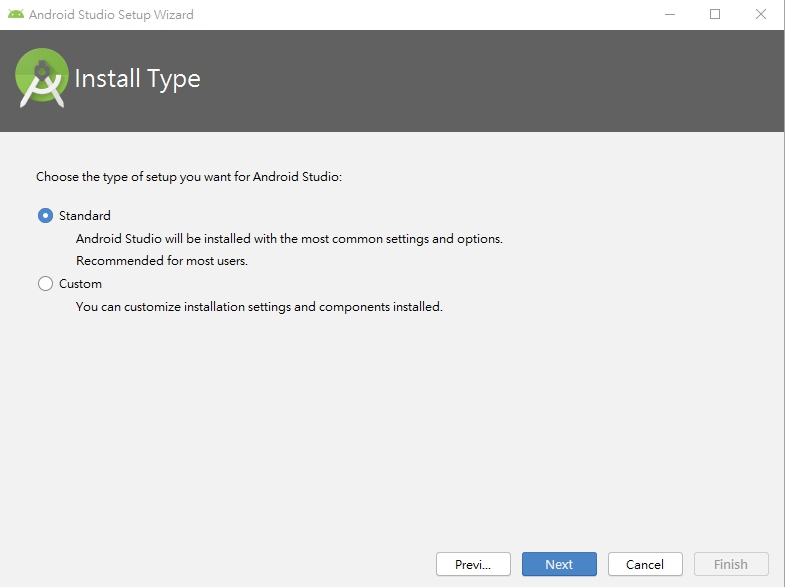 Android Studio Setup Wizard
Install Type
Choose the type of setup you want for Android Studio:
Standard
Android Studio will be installed with the most common settings and options.
Recommended for most users.
Custom
You can customize installation settings and components installed.
Previ... Next Cancel Finish